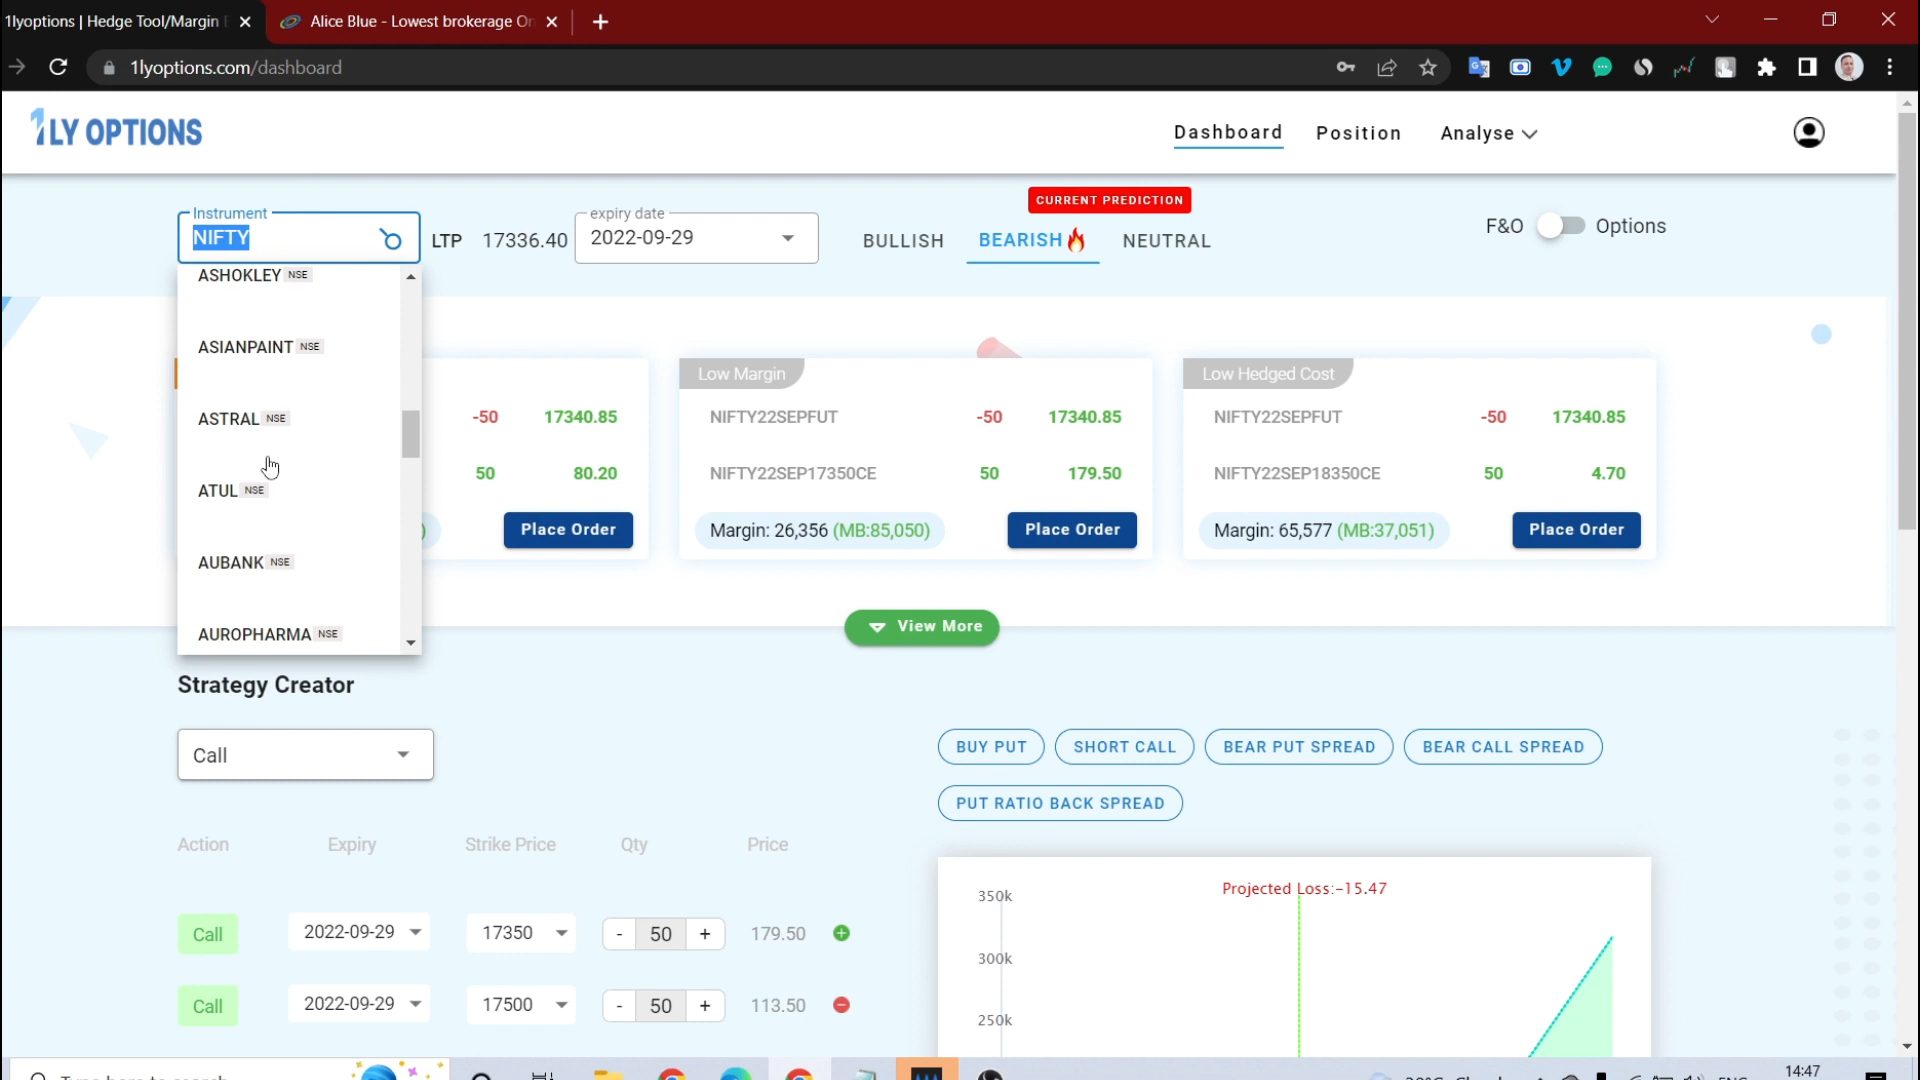 1lyoptions | Hedge Tool/Margin
Alice Blue - Lowest brokerage On
1lyoptions.com/dashboard
1LY OPTIONS
Dashboard
Position
Analyse
CURRENT PREDICTION
Instrument
NIFTY
LTP 17336.40
expiry date
2022-09-29
BULLISH
BEARISH
NEUTRAL
F&O
Options
ASHOKLEY NSE
ASIANPAINT NSE
ASTRAL NSE
ATUL NSE
AUBANK NSE
AUROPHARMA NSE
-50 17340.85
50 80.20
)
Place Order
Low Margin
NIFTY22SEPFUT -50 17340.85
NIFTY22SEP17350CE 50 179.50
Margin: 26,356 (MB:85,050)
Place Order
Low Hedged Cost
NIFTY22SEPFUT -50 17340.85
NIFTY22SEP18350CE 50 4.70
Margin: 65,577 (MB:37,051)
Place Order
View More
Strategy Creator
Call
BUY PUT
SHORT CALL
BEAR PUT SPREAD
BEAR CALL SPREAD
PUT RATIO BACK SPREAD
Action Expiry Strike Price Qty Price
Call 2022-09-29 17350 - 50 + 179.50
Call 2022-09-29 17500 - 50 + 113.50
Projected Loss:-15.47
350k
300k
250k
14:47